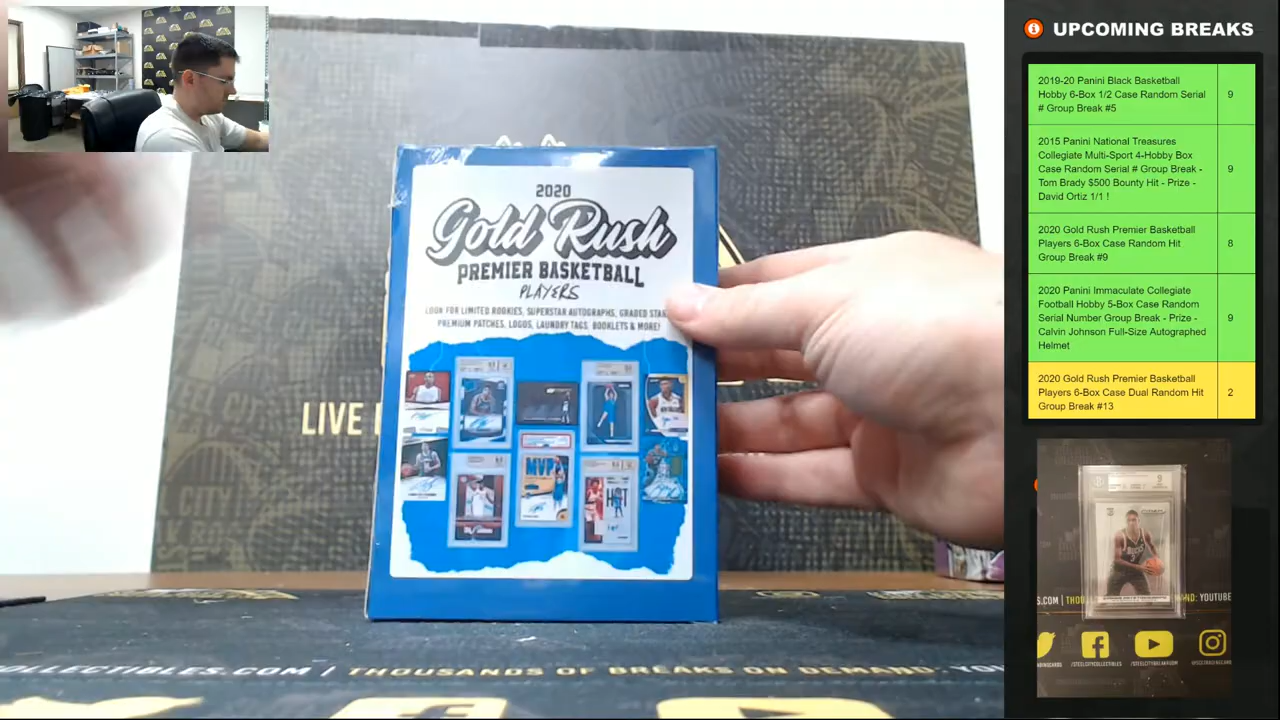 UPCOMING BREAKS
2019-20 Panini Black Basketball
Hobby 6-Box 1/2 Case Random Serial
# Group Break #5
9
2015 Panini National Treasures
Collegiate Multi-Sport 4-Hobby Box
Case Random Serial # Group Break -
Tom Brady $500 Bounty Hit - Prize -
David Ortiz 1/1 !
9
2020 Gold Rush Premier Basketball
Players 6-Box Case Random Hit
Group Break #9
8
2020 Panini Immaculate Collegiate
Football Hobby 5-Box Case Random
Serial Number Group Break - Prize -
Calvin Johnson Full-Size Autographed
Helmet
9
2020 Gold Rush Premier Basketball
Players 6-Box Case Dual Random Hit
Group Break #13
2
2020
Gold Rush
PREMIER BASKETBALL
PLAYERS
LOOK FOR LIMITED ROOKIES, SUPERSTAR AUTOGRAPHS, GRADED
PREMIUM PATCHES, LOGOS, LAUNDRY TAGS, BOOKLETS & MORE!
MVP
LIVE
COLLECTIBLES.COM | THOUSANDS OF BREAKS ON DEMAND: